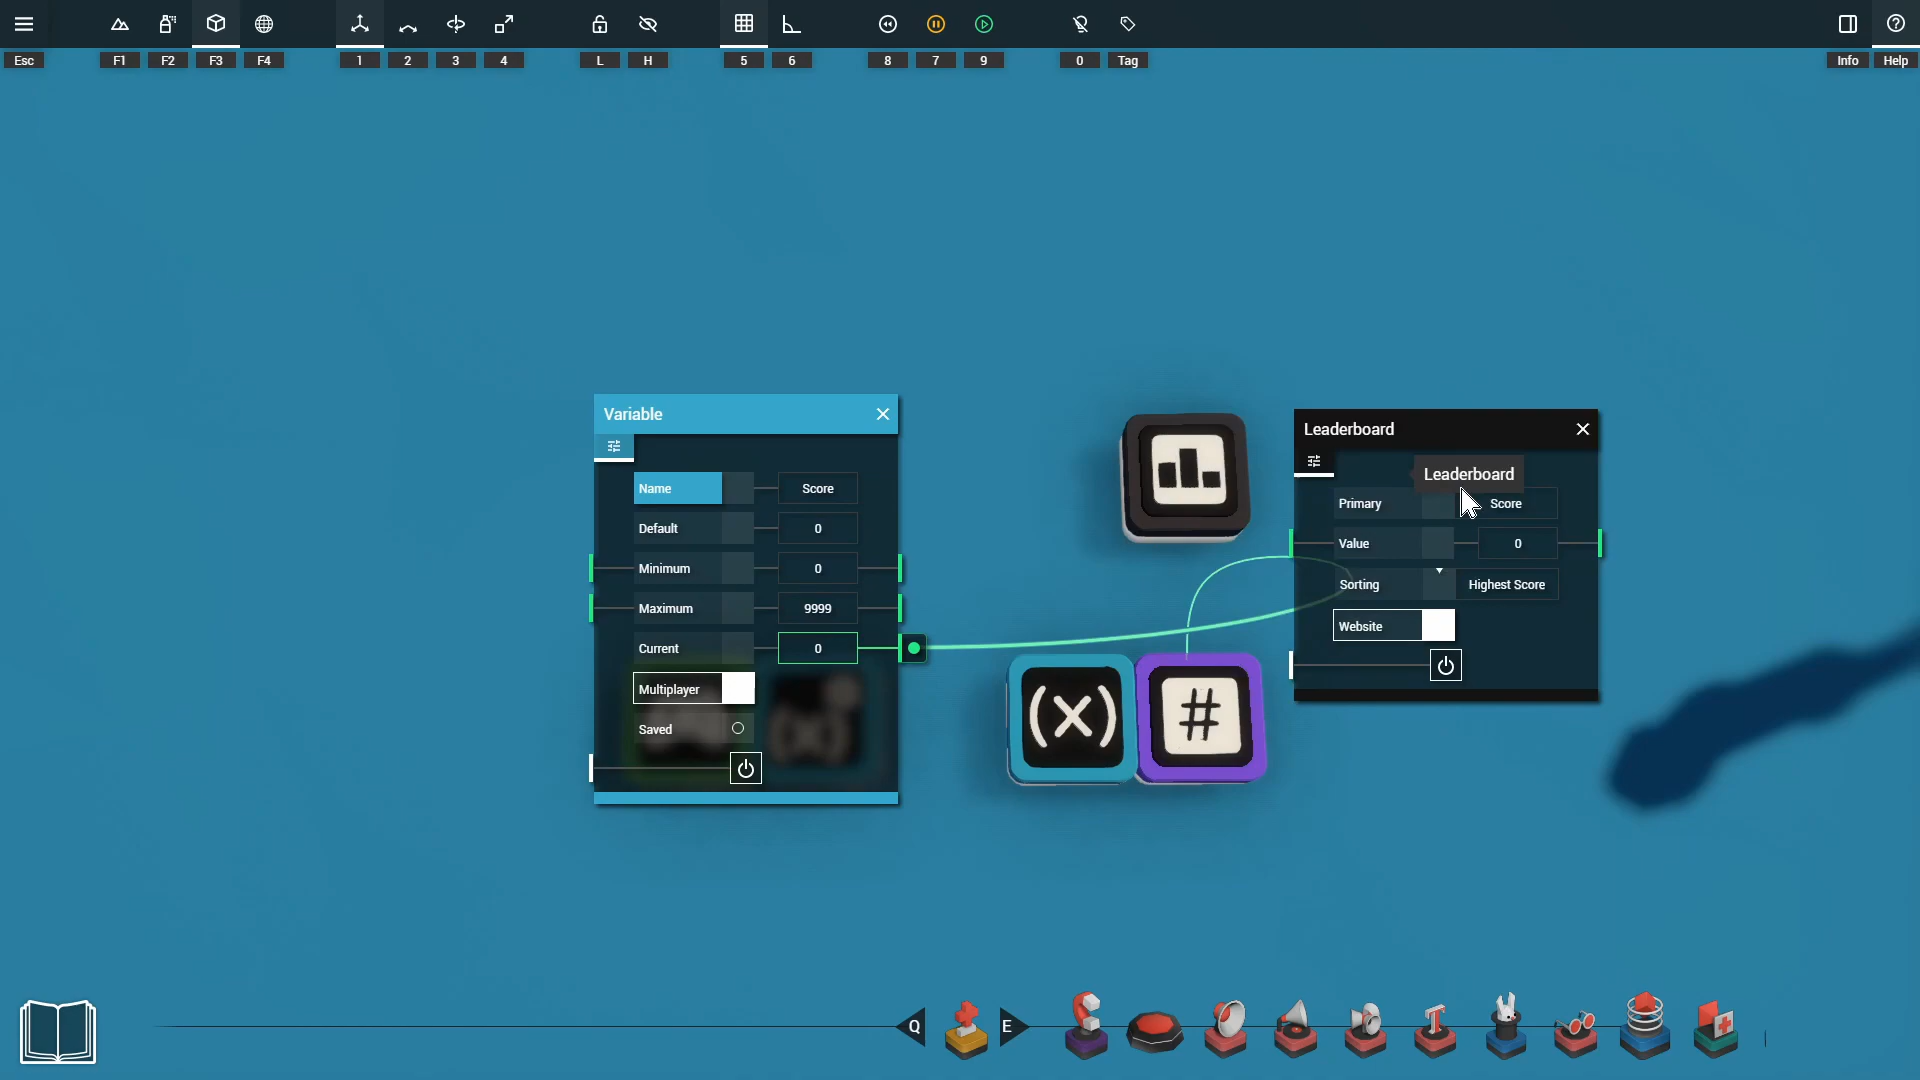 Esc
F1
F2
F3
F4
1
2
3
4
L
H
5
6
8
7
9
0
Tag
Info
Help
Variable
Name
Score
Default
0
Minimum
0
Maximum
9999
Current
0
Multiplayer
Saved
(X)
#
Leaderboard
Leaderboard
Primary
Score
Value
0
Sorting
Highest Score
Website
Q
E